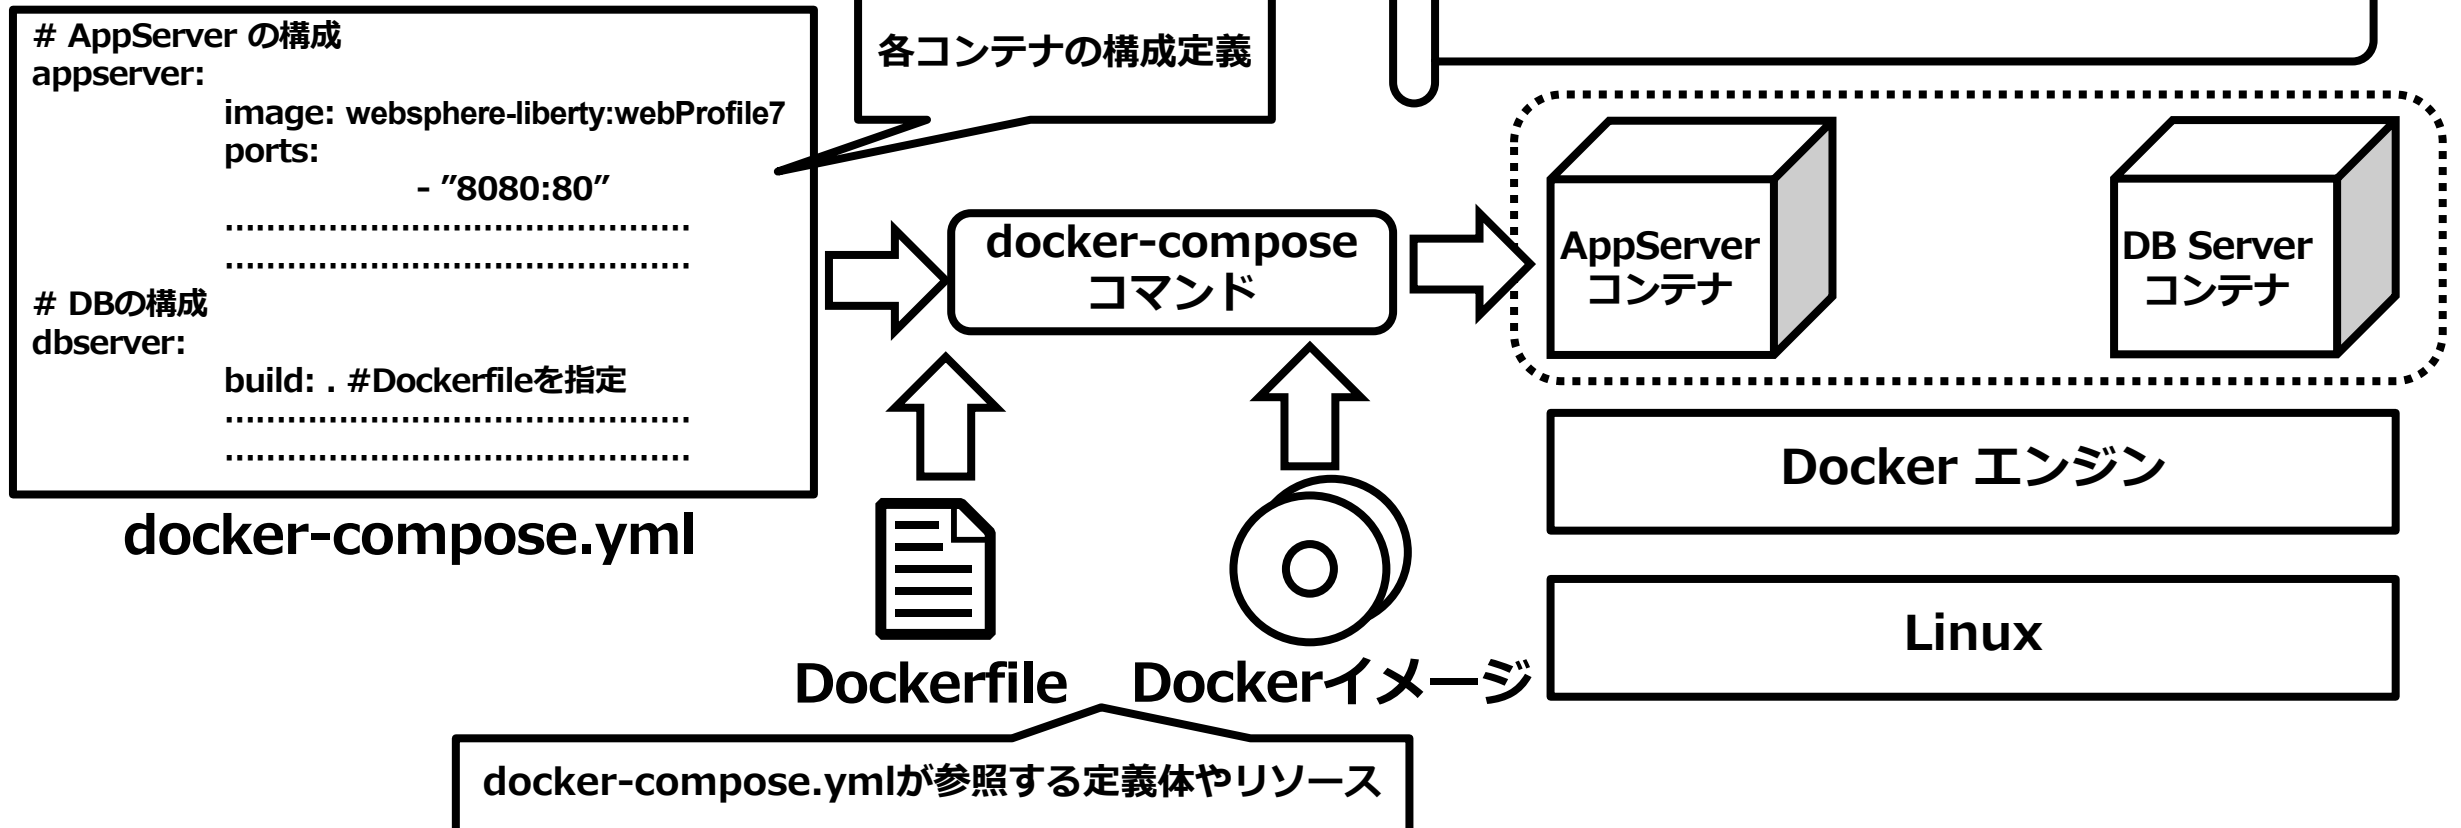 # AppServer の構成
appserver:
image: websphere-liberty:webProfile7
ports:
- ″8080:80″
.............................................
.............................................
# DBの構成
dbserver:
build: . #Dockerfileを指定
.............................................
.............................................
docker-compose.yml
各コンテナの構成定義
docker-compose
コマンド
Dockerfile
Dockerイメージ
docker-compose.ymlが参照する定義体やリソース
AppServer
コンテナ
DB Server
コンテナ
Docker エンジン
Linux